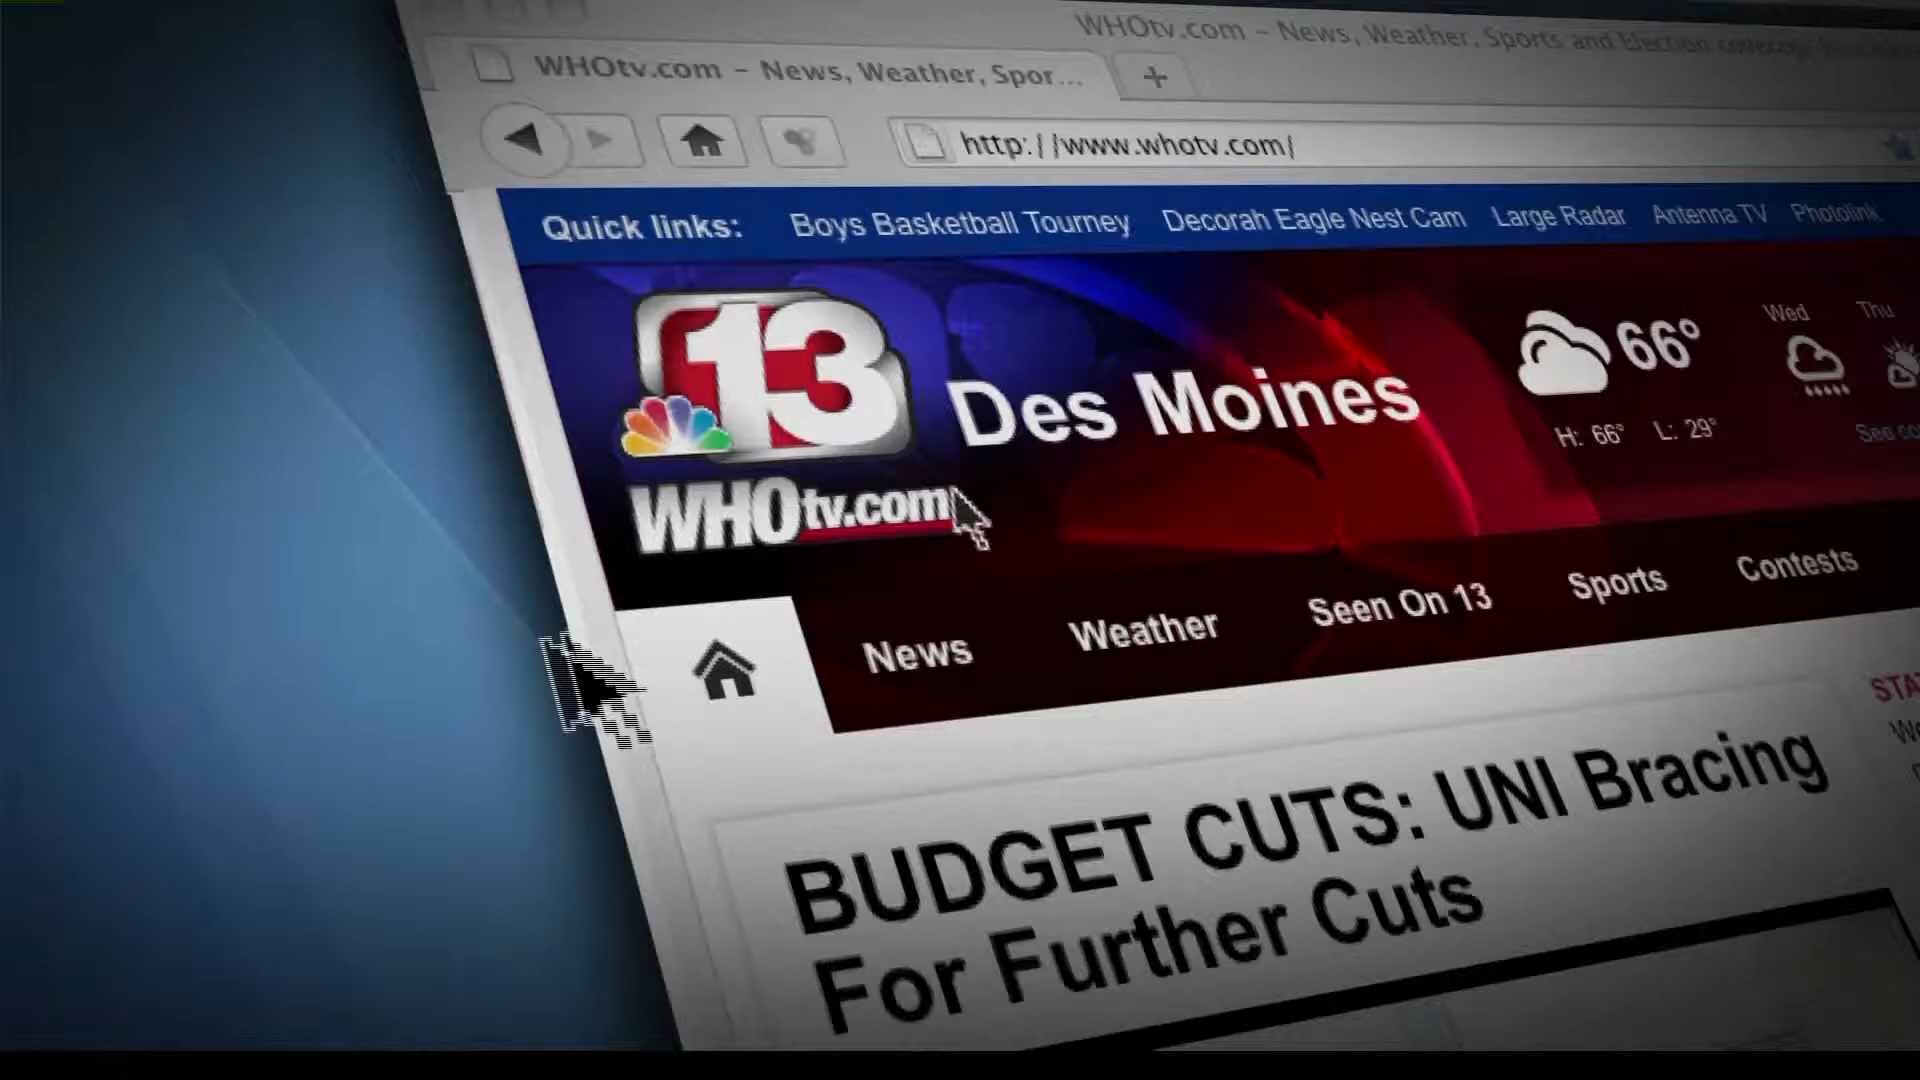 WHOtv.com – News, Weather, Sports and Election coverage
WHOtv.com – News, Weather, Spor...
http://www.whotv.com/
Quick links: Boys Basketball Tourney Decorah Eagle Nest Cam Large Radar Antenna TV Photolink
13
Des Moines
66°
Wed
Thu
H: 66° L: 29°
See
WHOtv.com
News Weather Seen On 13 Sports Contests
BUDGET CUTS: UNI Bracing
For Further Cuts